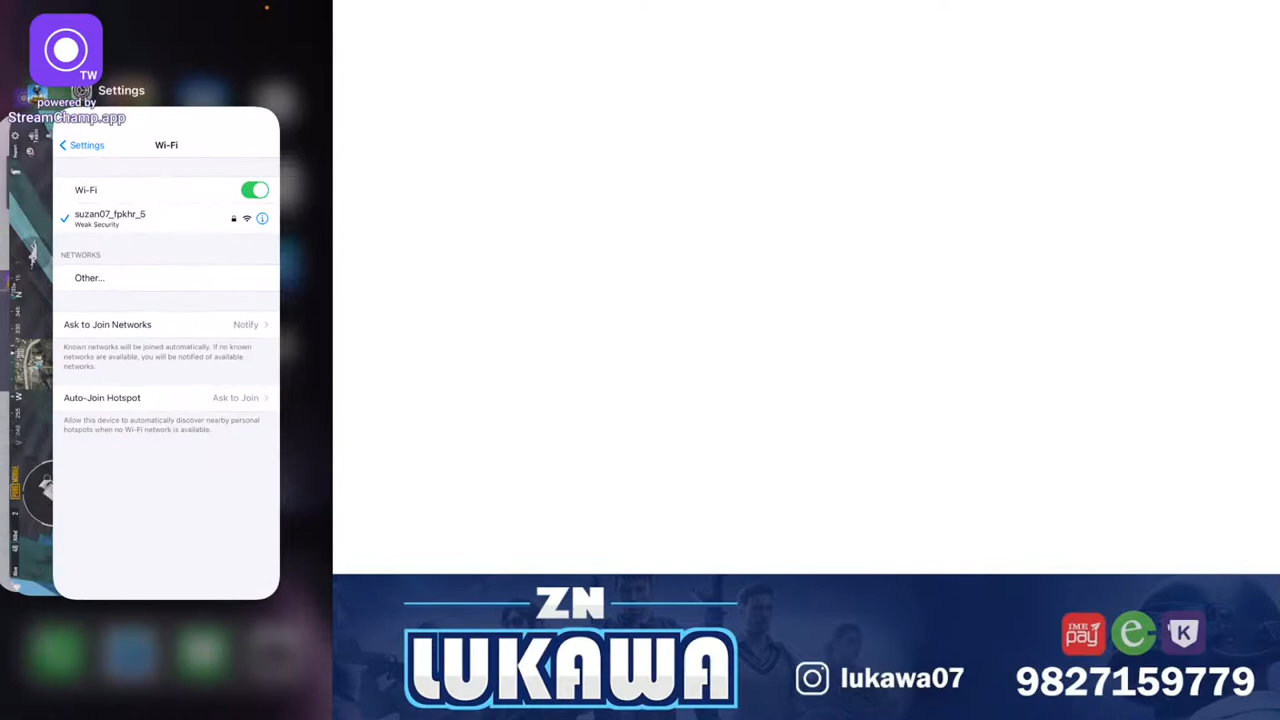 TW
powered by
StreamChamp.app
Settings
Settings
Wi-Fi
Wi-Fi
suzan07_fpkhr_5
Weak Security
NETWORKS
Other...
Ask to Join Networks
Notify
Known networks will be joined automatically. If no known
networks are available, you will be notified of available
networks.
Auto-Join Hotspot
Ask to Join
Allow this device to automatically discover nearby personal
hotspots when no Wi-Fi network is available.
ZN
LUKAWA
lukawa07
IME
pay
e
K
9827159779